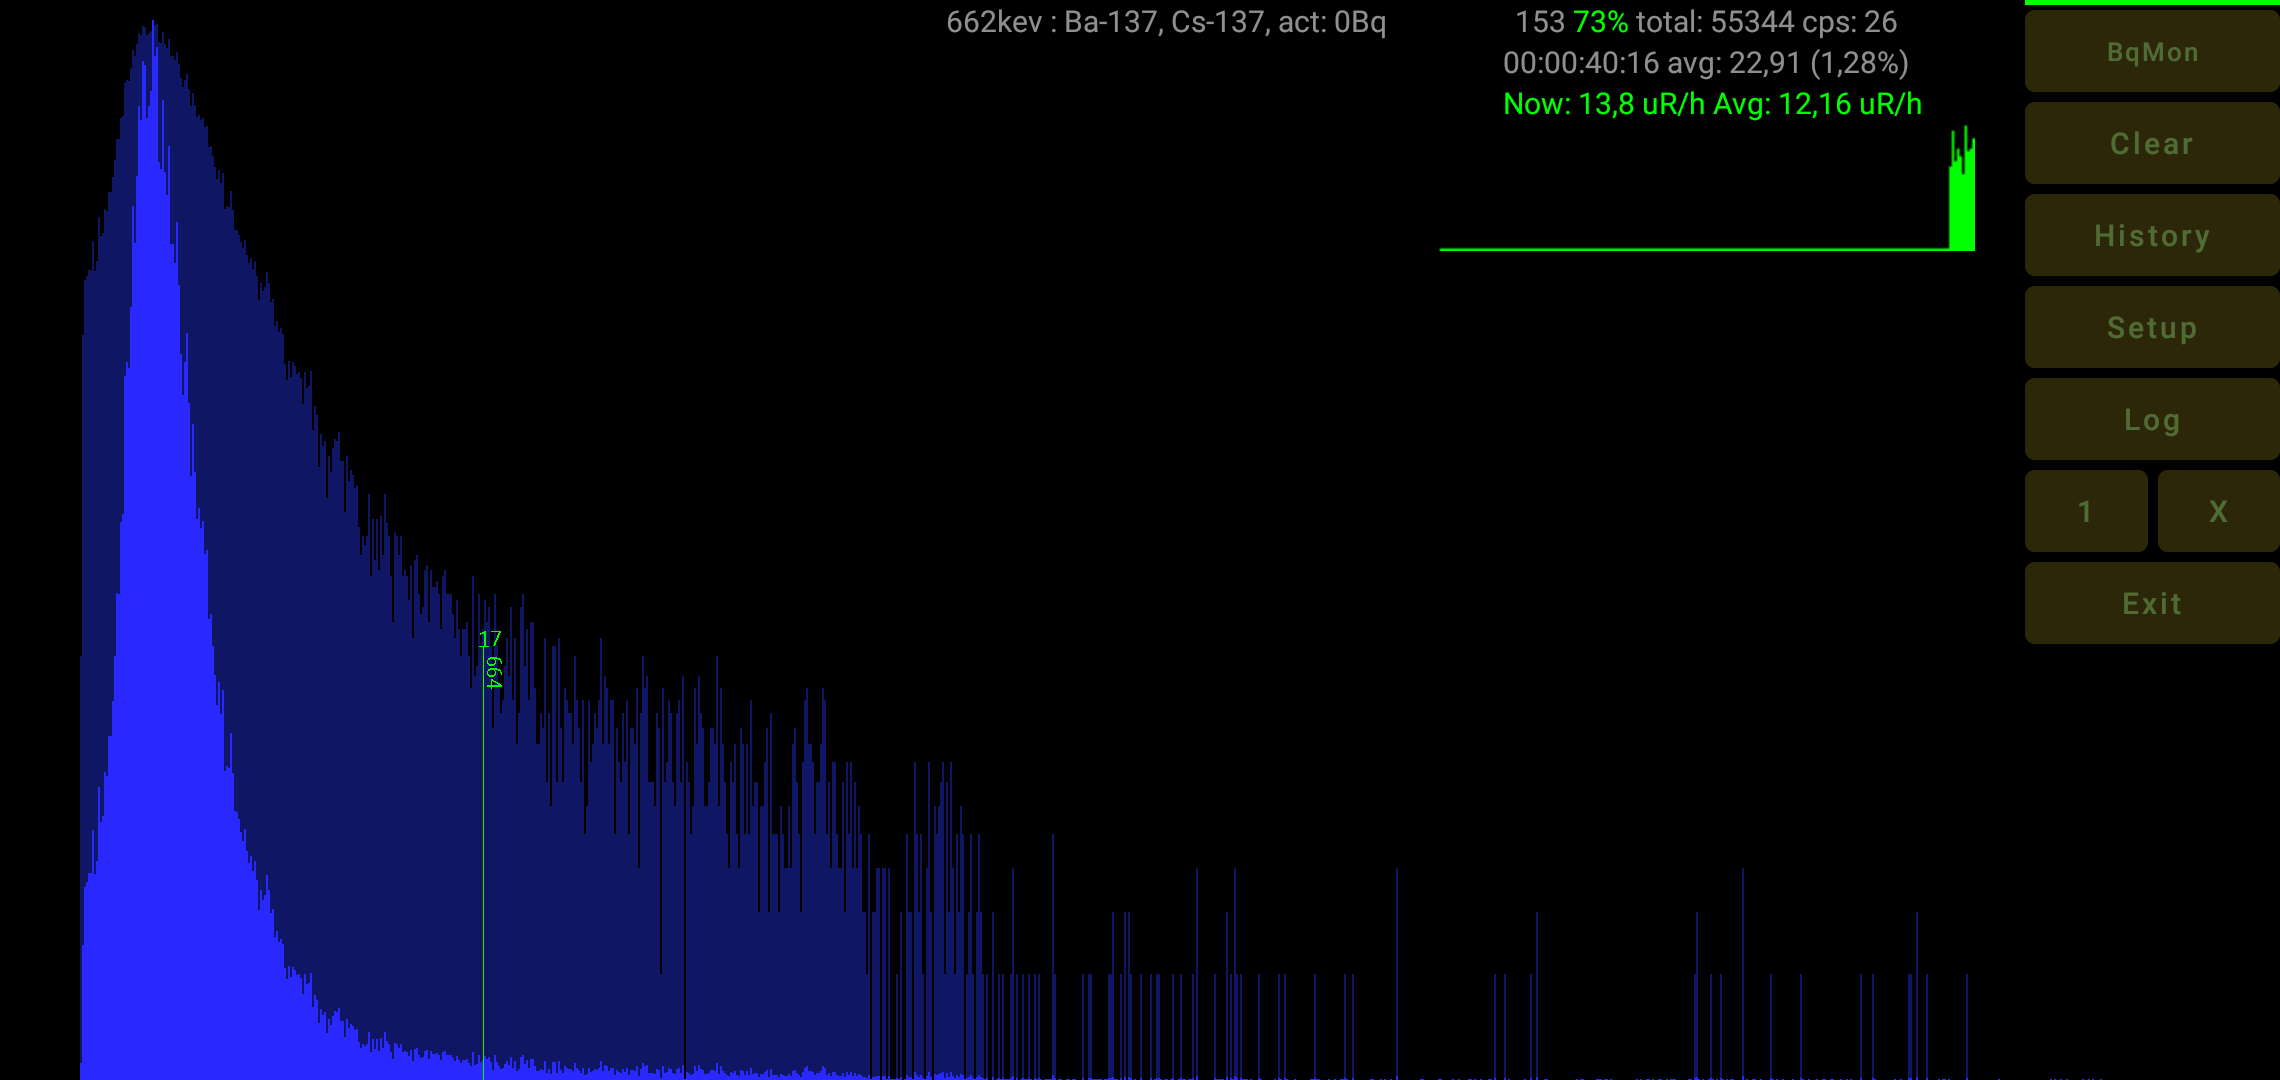 662kev : Ba-137, Cs-137, act: 0Bq
153 73% total: 55344 cps: 26
00:00:40:16 avg: 22,91 (1,28%)
Now: 13,8 uR/h Avg: 12,16 uR/h
BqMon
Clear
History
Setup
Log
1 X
Exit
17
664